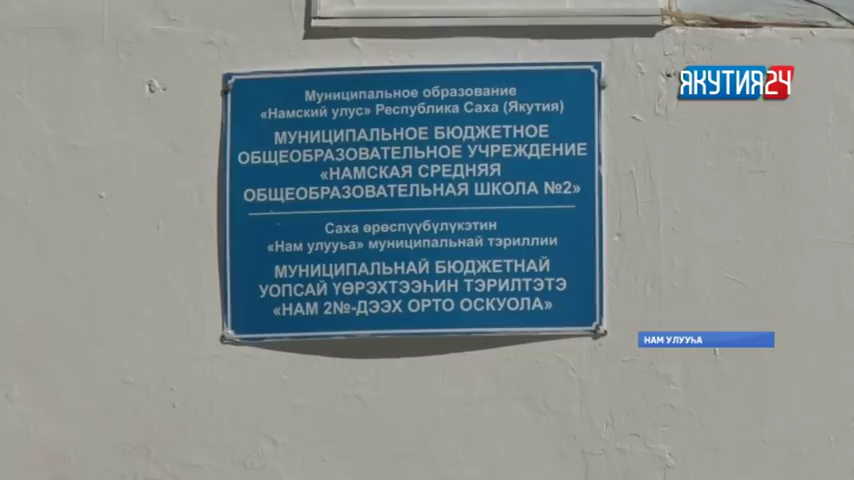 ЯКУТИЯ24
Муниципальное образование
«Намский улус» Республика Саха (Якутия)
МУНИЦИПАЛЬНОЕ БЮДЖЕТНОЕ
ОБЩЕОБРАЗОВАТЕЛЬНОЕ УЧРЕЖДЕНИЕ
«НАМСКАЯ СРЕДНЯЯ
ОБЩЕОБРАЗОВАТЕЛЬНАЯ ШКОЛА №2»
Саха өрөспүүбүлүкэтин
«Нам улууһа» муниципальнай тэриллии
МУНИЦИПАЛЬНАЙ БЮДЖЕТНАЙ
УОПСАЙ ҮӨРЭХТЭЭҺИН ТЭРИЛТЭТЭ
«НАМ 2№-ДЭЭХ ОРТО ОСКУОЛА»
НАМ УЛУУҺА